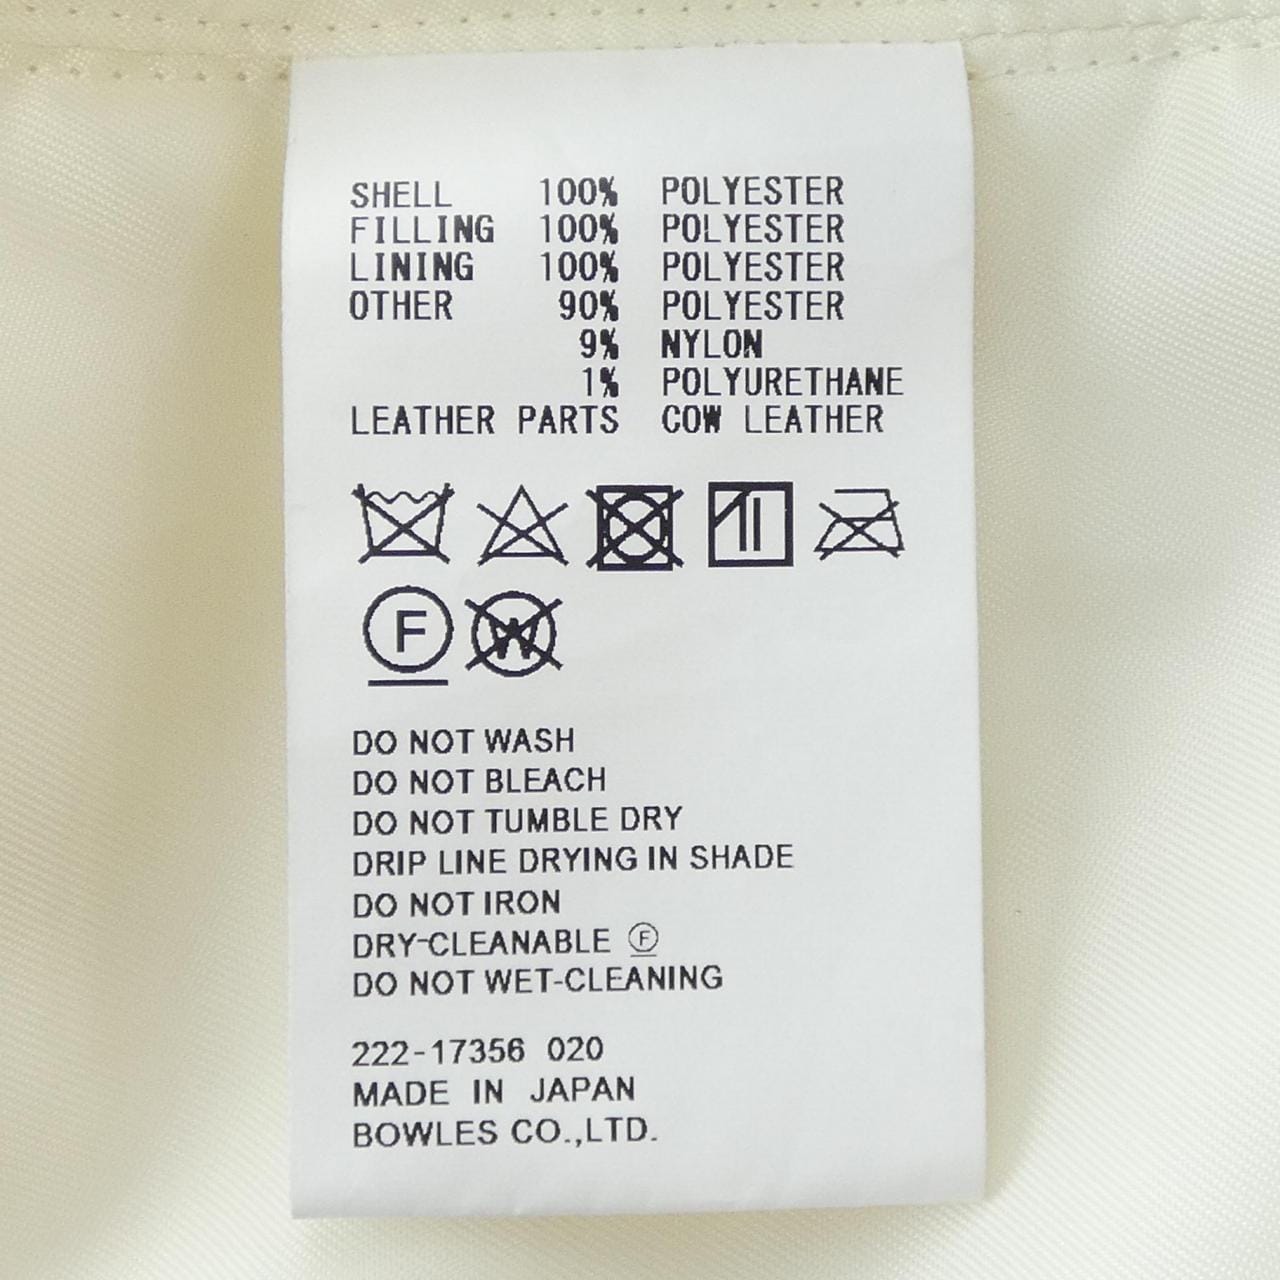 SHELL 100% POLYESTER
FILLING 100% POLYESTER
LINING 100% POLYESTER
OTHER 90% POLYESTER
9% NYLON
1% POLYURETHANE
LEATHER PARTS COW LEATHER
F W
DO NOT WASH
DO NOT BLEACH
DO NOT TUMBLE DRY
DRIP LINE DRYING IN SHADE
DO NOT IRON
DRY-CLEANABLE Ⓕ
DO NOT WET-CLEANING
222-17356 020
MADE IN JAPAN
BOWLES CO.,LTD.